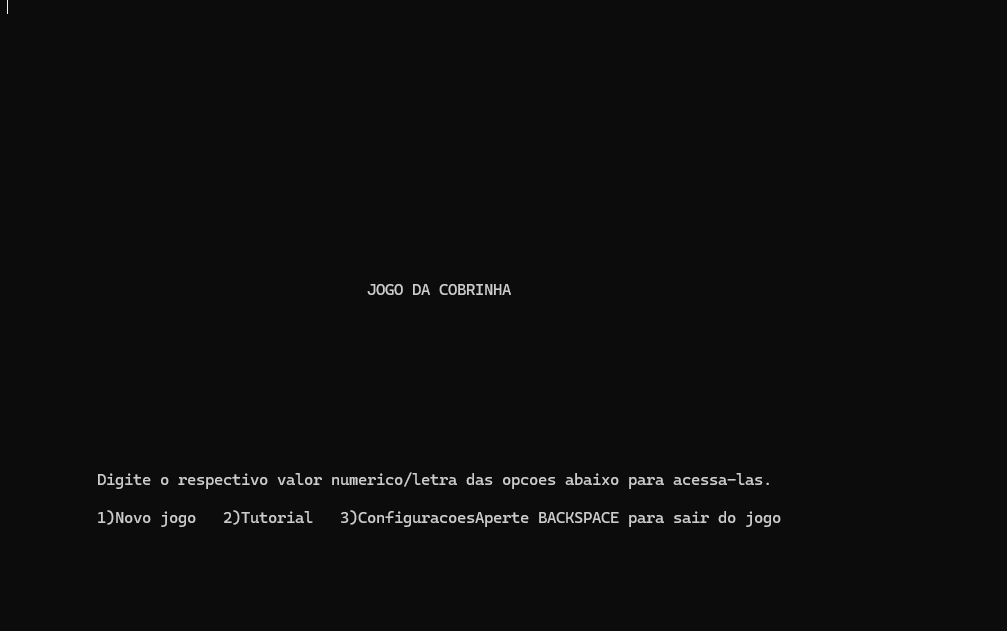 JOGO DA COBRINHA
Digite o respectivo valor numerico/letra das opcoes abaixo para acessa-las.
1)Novo jogo   2)Tutorial   3)ConfiguracoesAperte BACKSPACE para sair do jogo